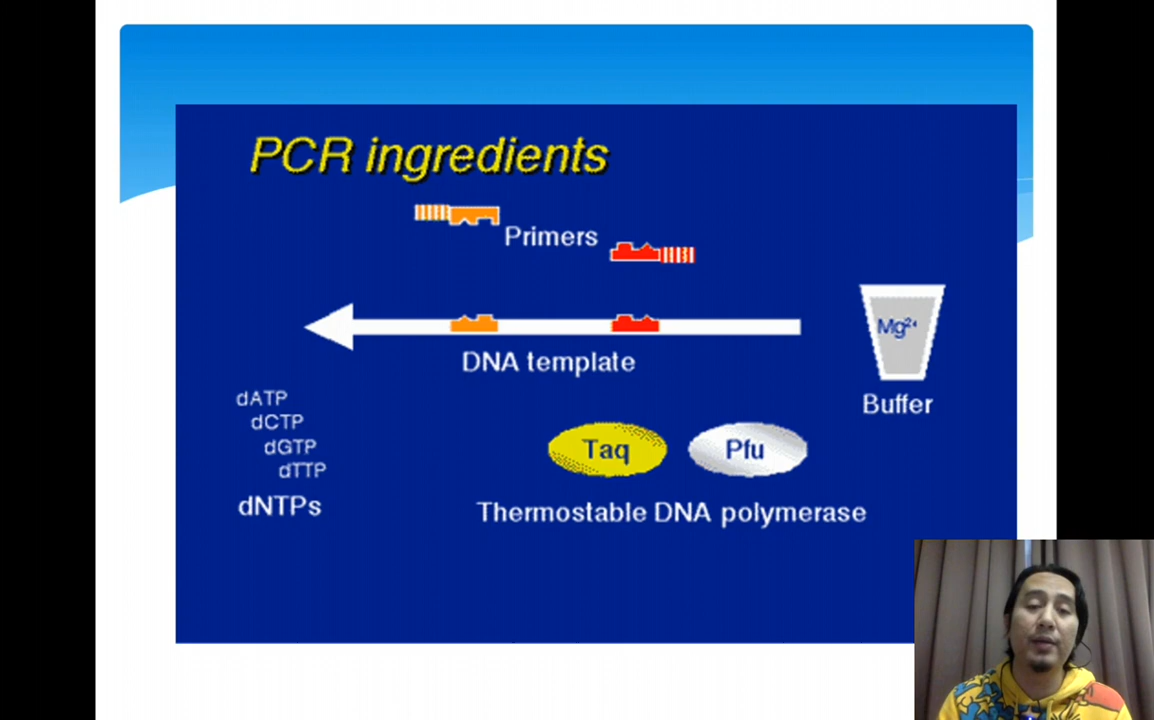 PCR ingredients
Primers
DNA template
Mg²⁺
Buffer
dATP
dCTP
dGTP
dTTP
dNTPs
Taq
Pfu
Thermostable DNA polymerase